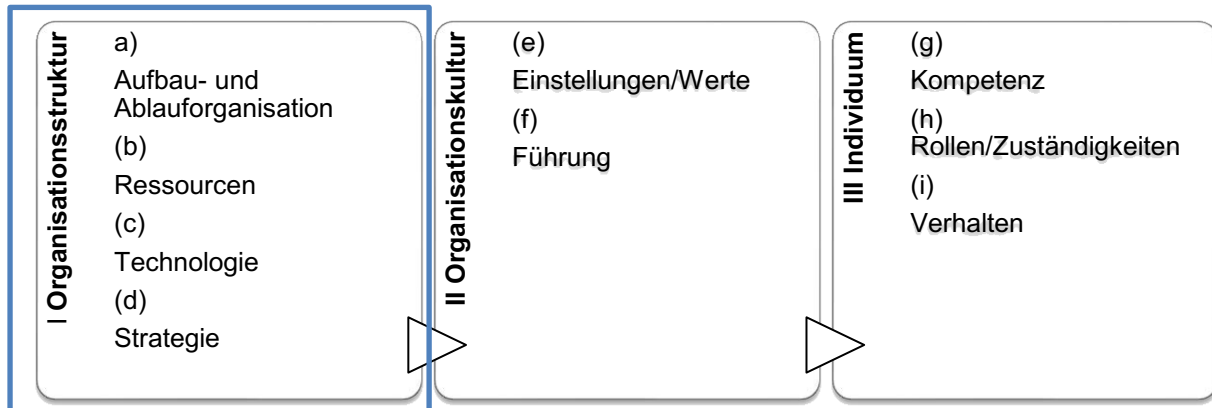 I Organisationsstruktur
a)
Aufbau- und
Ablauforganisation
(b)
Ressourcen
(c)
Technologie
(d)
Strategie
II Organisationskultur
(e)
Einstellungen/Werte
(f)
Führung
III Individuum
(g)
Kompetenz
(h)
Rollen/Zuständigkeiten
(i)
Verhalten